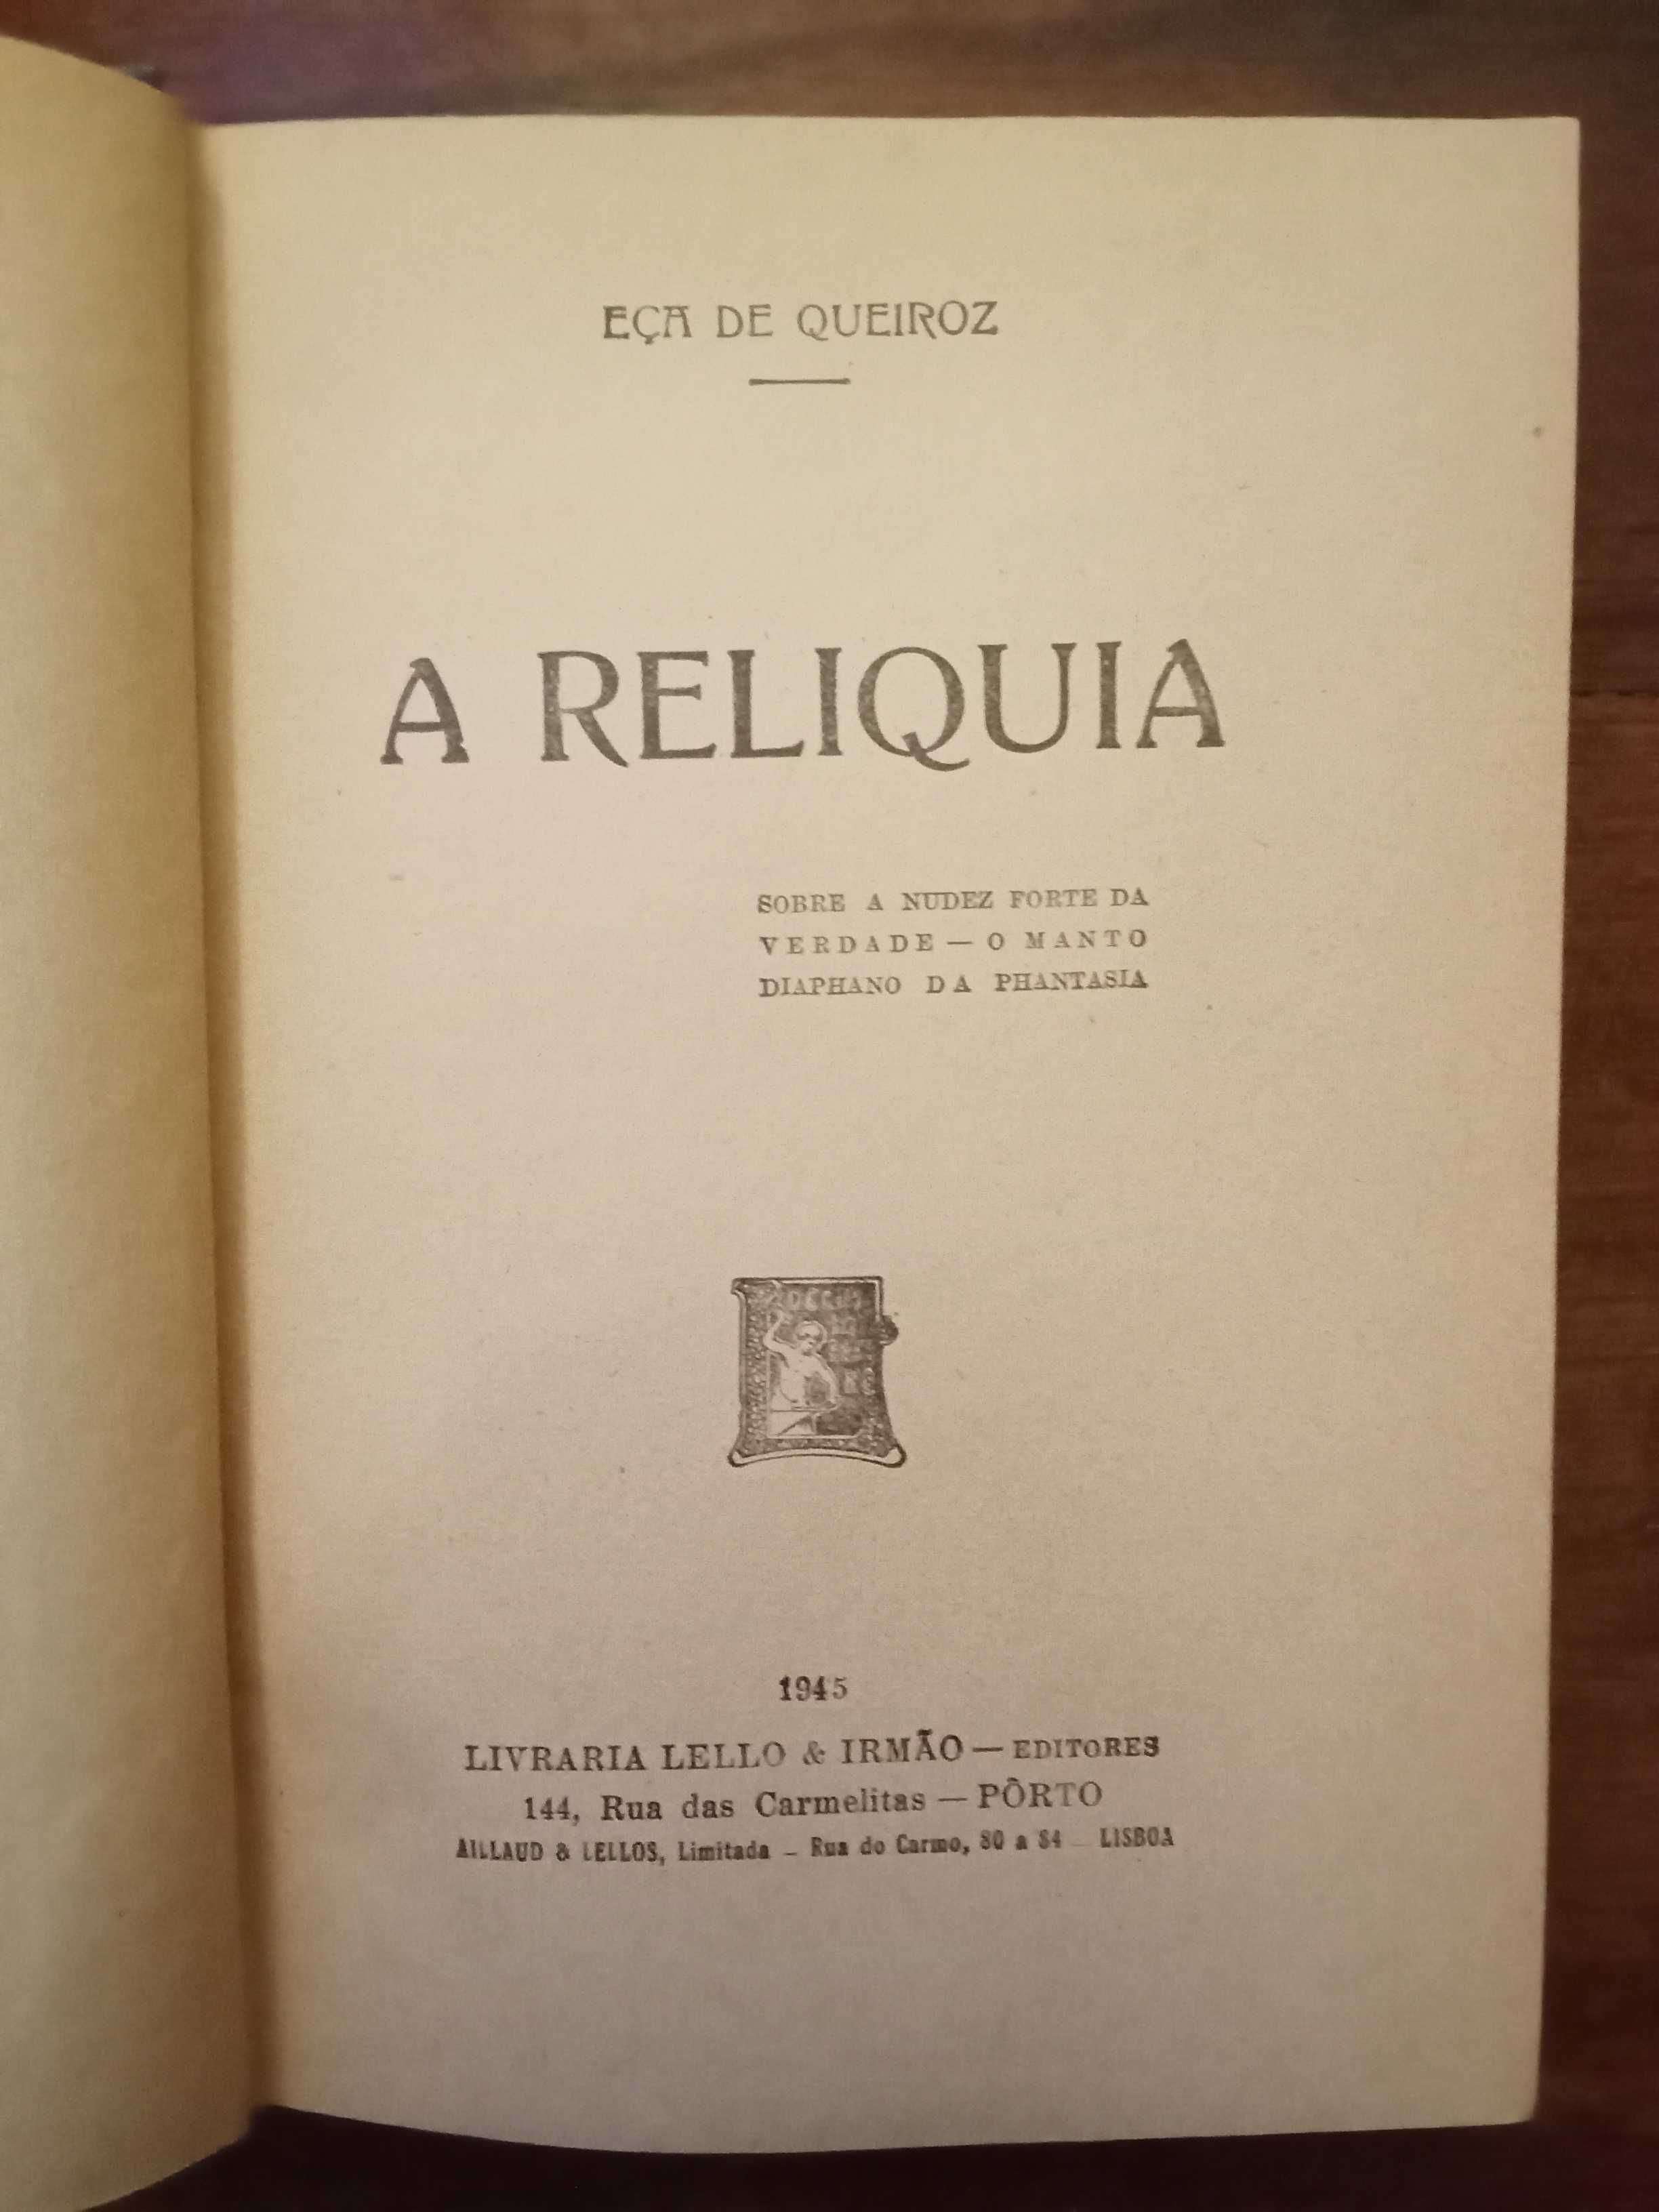 EÇA DE QUEIROZ
A RELIQUIA
SOBRE A NUDEZ FORTE DA
VERDADE — O MANTO
DIAPHANO DA PHANTASIA
1945
LIVRARIA LELLO & IRMÃO — EDITORES
144, Rua das Carmelitas — PÔRTO
AILLAUD & LELLOS, Limitada – Rua do Carmo, 80 a 84 – LISBOA